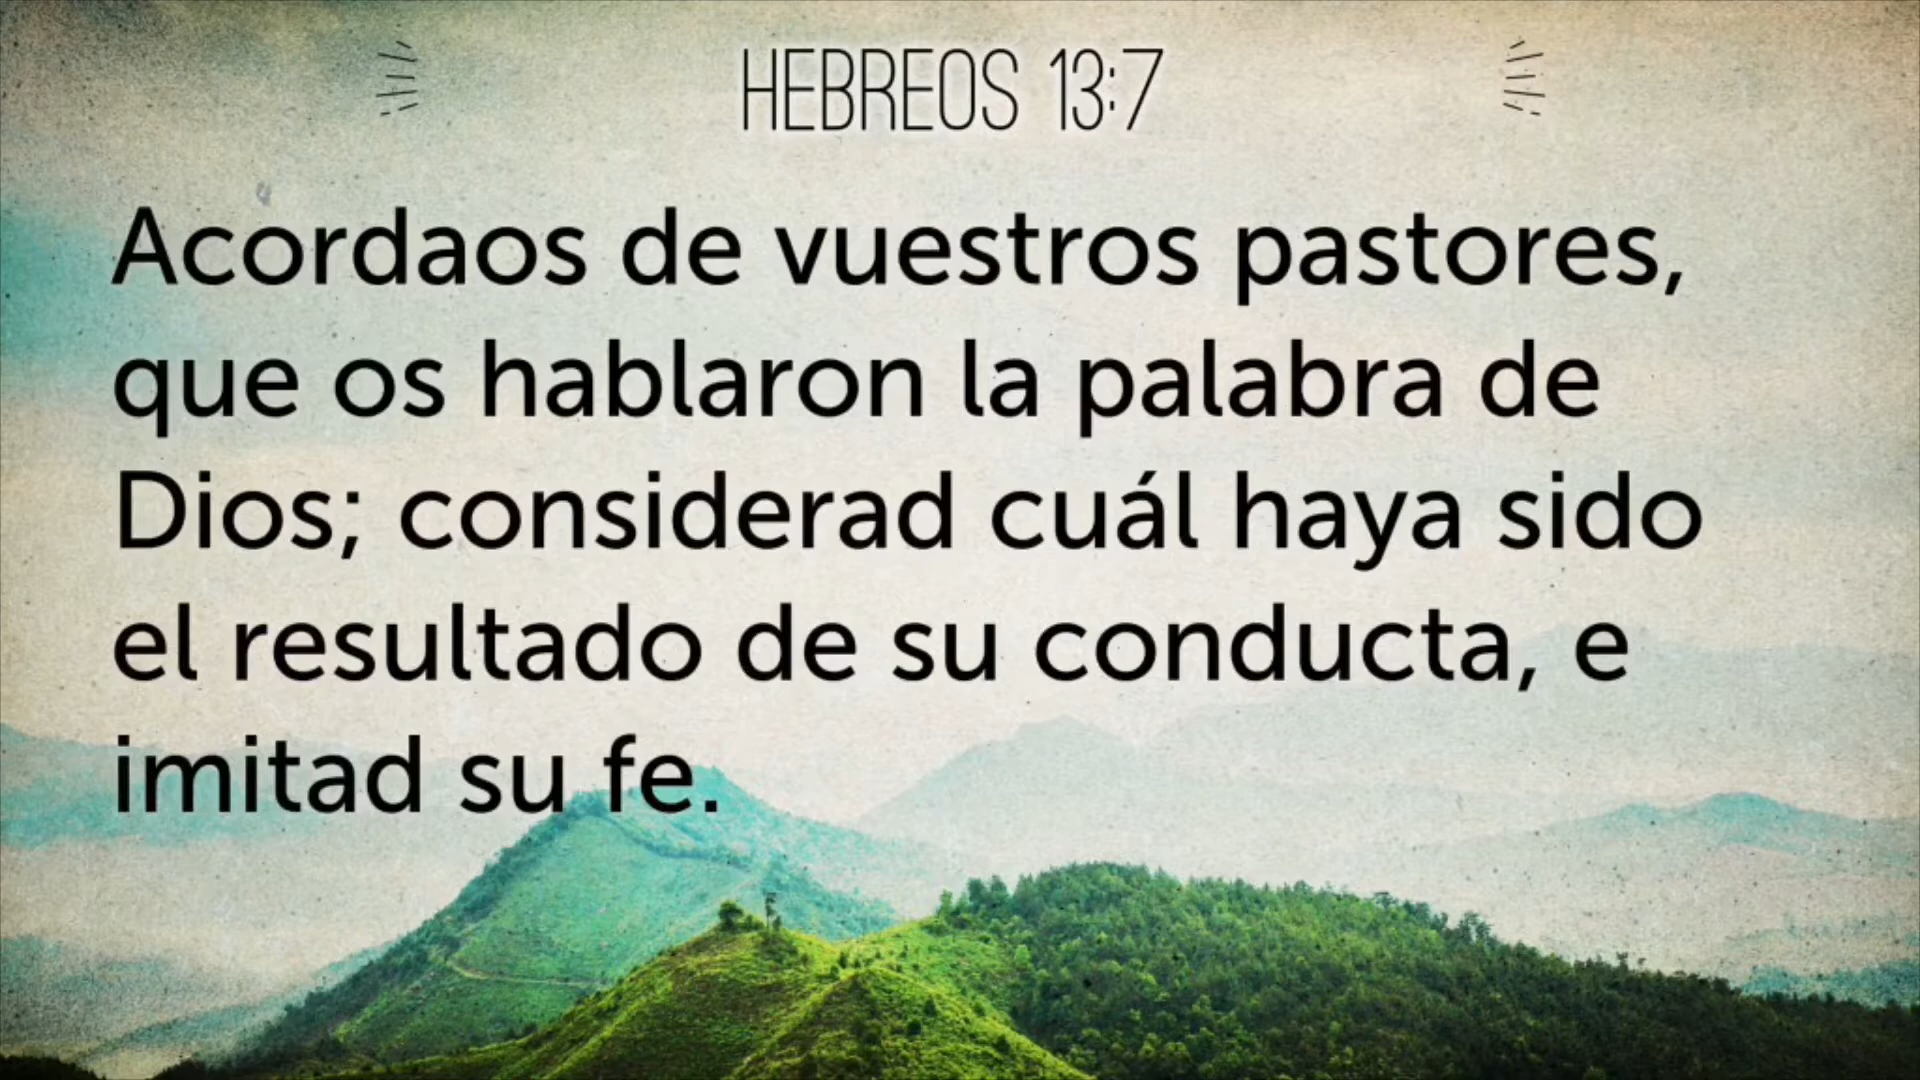 HEBREOS 13:7
Acordaos de vuestros pastores,
que os hablaron la palabra de
Dios; considerad cuál haya sido
el resultado de su conducta, e
imitad su fe.